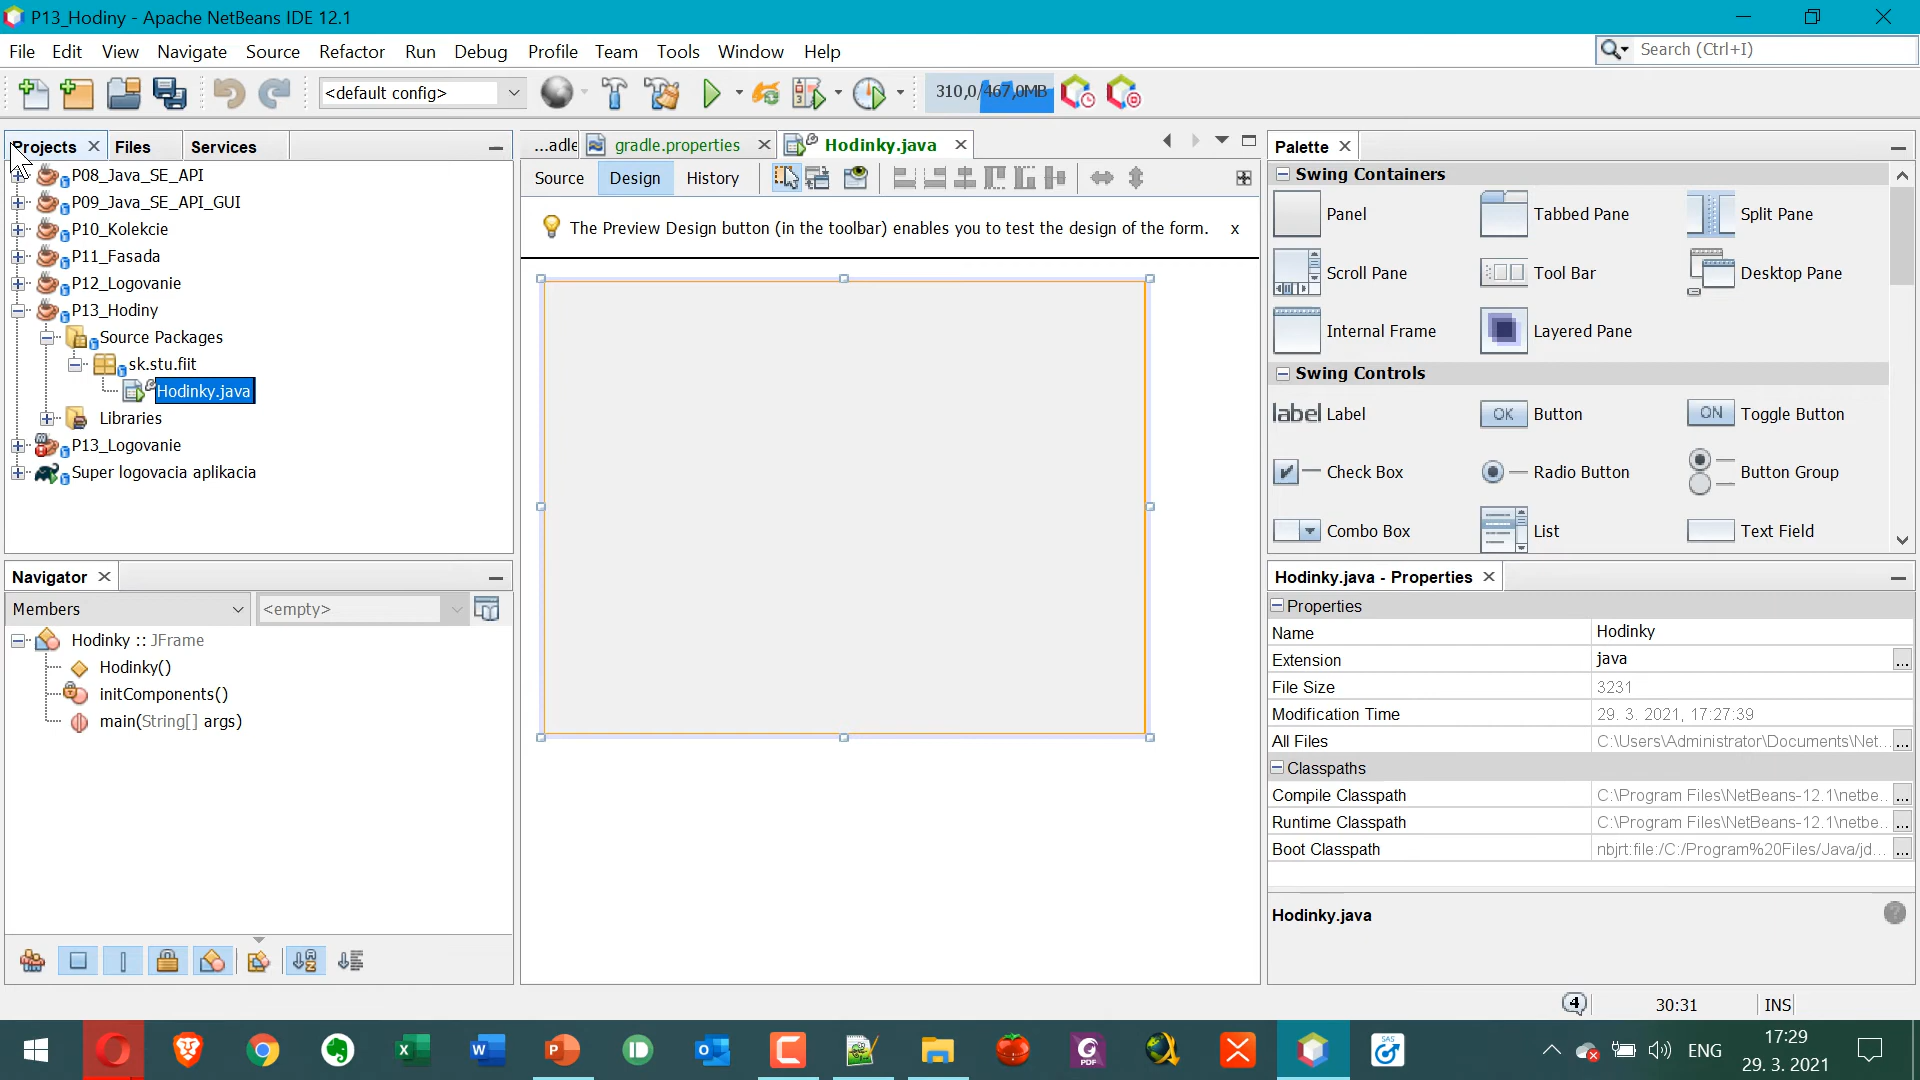 P13_Hodiny - Apache NetBeans IDE 12.1
File Edit View Navigate Source Refactor Run Debug Profile Team Tools Window Help
Search (Ctrl+I)
<default config>
310,0/467,0MB
Projects Files Services
...adle gradle.properties Hodinky.java
Palette
Source Design History
The Preview Design button (in the toolbar) enables you to test the design of the form. x
P08_Java_SE_API
P09_Java_SE_API_GUI
P10_Kolekcie
P11_Fasada
P12_Logovanie
P13_Hodiny
Source Packages
sk.stu.fiit
Hodinky.java
Libraries
P13_Logovanie
Super logovacia aplikacia
Swing Containers
Panel Tabbed Pane Split Pane
Scroll Pane Tool Bar Desktop Pane
Internal Frame Layered Pane
Swing Controls
label Label OK Button ON Toggle Button
Check Box Radio Button Button Group
Combo Box List Text Field
Navigator
Members <empty>
Hodinky :: JFrame
Hodinky()
initComponents()
main(String[] args)
Hodinky.java - Properties
Properties
Name Hodinky
Extension java ...
File Size 3231
Modification Time 29. 3. 2021, 17:27:39
All Files C:\Users\Administrator\Documents\Net... ...
Classpaths
Compile Classpath C:\Program Files\NetBeans-12.1\netbe... ...
Runtime Classpath C:\Program Files\NetBeans-12.1\netbe... ...
Boot Classpath nbjrt:file:/C:/Program%20Files/Java/jd... ...
Hodinky.java
4 30:31 INS
PDF SAS
ENG
17:29
29. 3. 2021